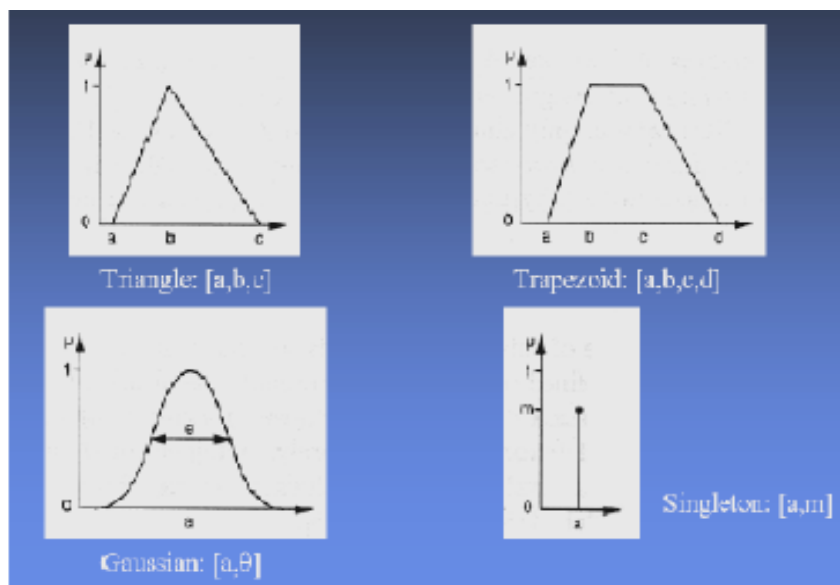 μ
1
0
a b c
Triangle: [a,b,c]
μ
1
0
a b c d
Trapezoid: [a,b,c,d]
μ
1
e
0
a
Gaussian: [a,θ]
μ
1
m
0
a
Singleton: [a,m]